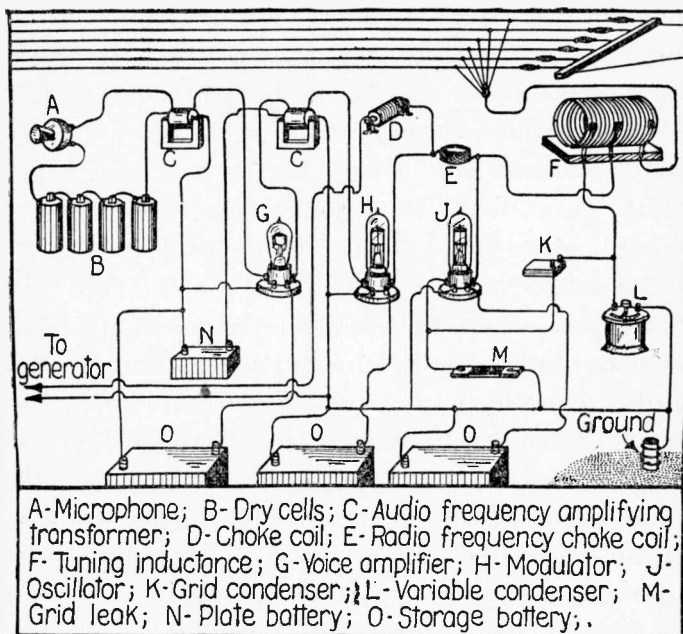 A
C
C
D
E
F
B
G
H
J
K
L
N
To
generator
M
O
O
O
Ground
A-Microphone; B-Dry cells; C-Audio frequency amplifying
transformer; D-Choke coil; E-Radio frequency choke coil;
F-Tuning inductance; G-Voice amplifier; H-Modulator; J-
Oscillator; K-Grid condenser; L-Variable condenser; M-
Grid leak; N-Plate battery; O-Storage battery;.